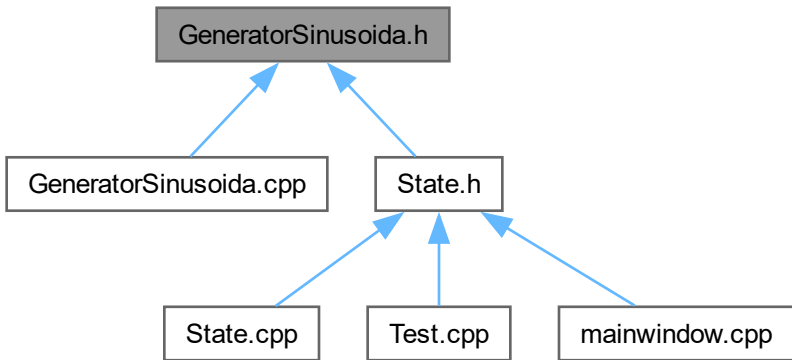 GeneratorSinusoida.h
GeneratorSinusoida.cpp
State.h
State.cpp
Test.cpp
mainwindow.cpp